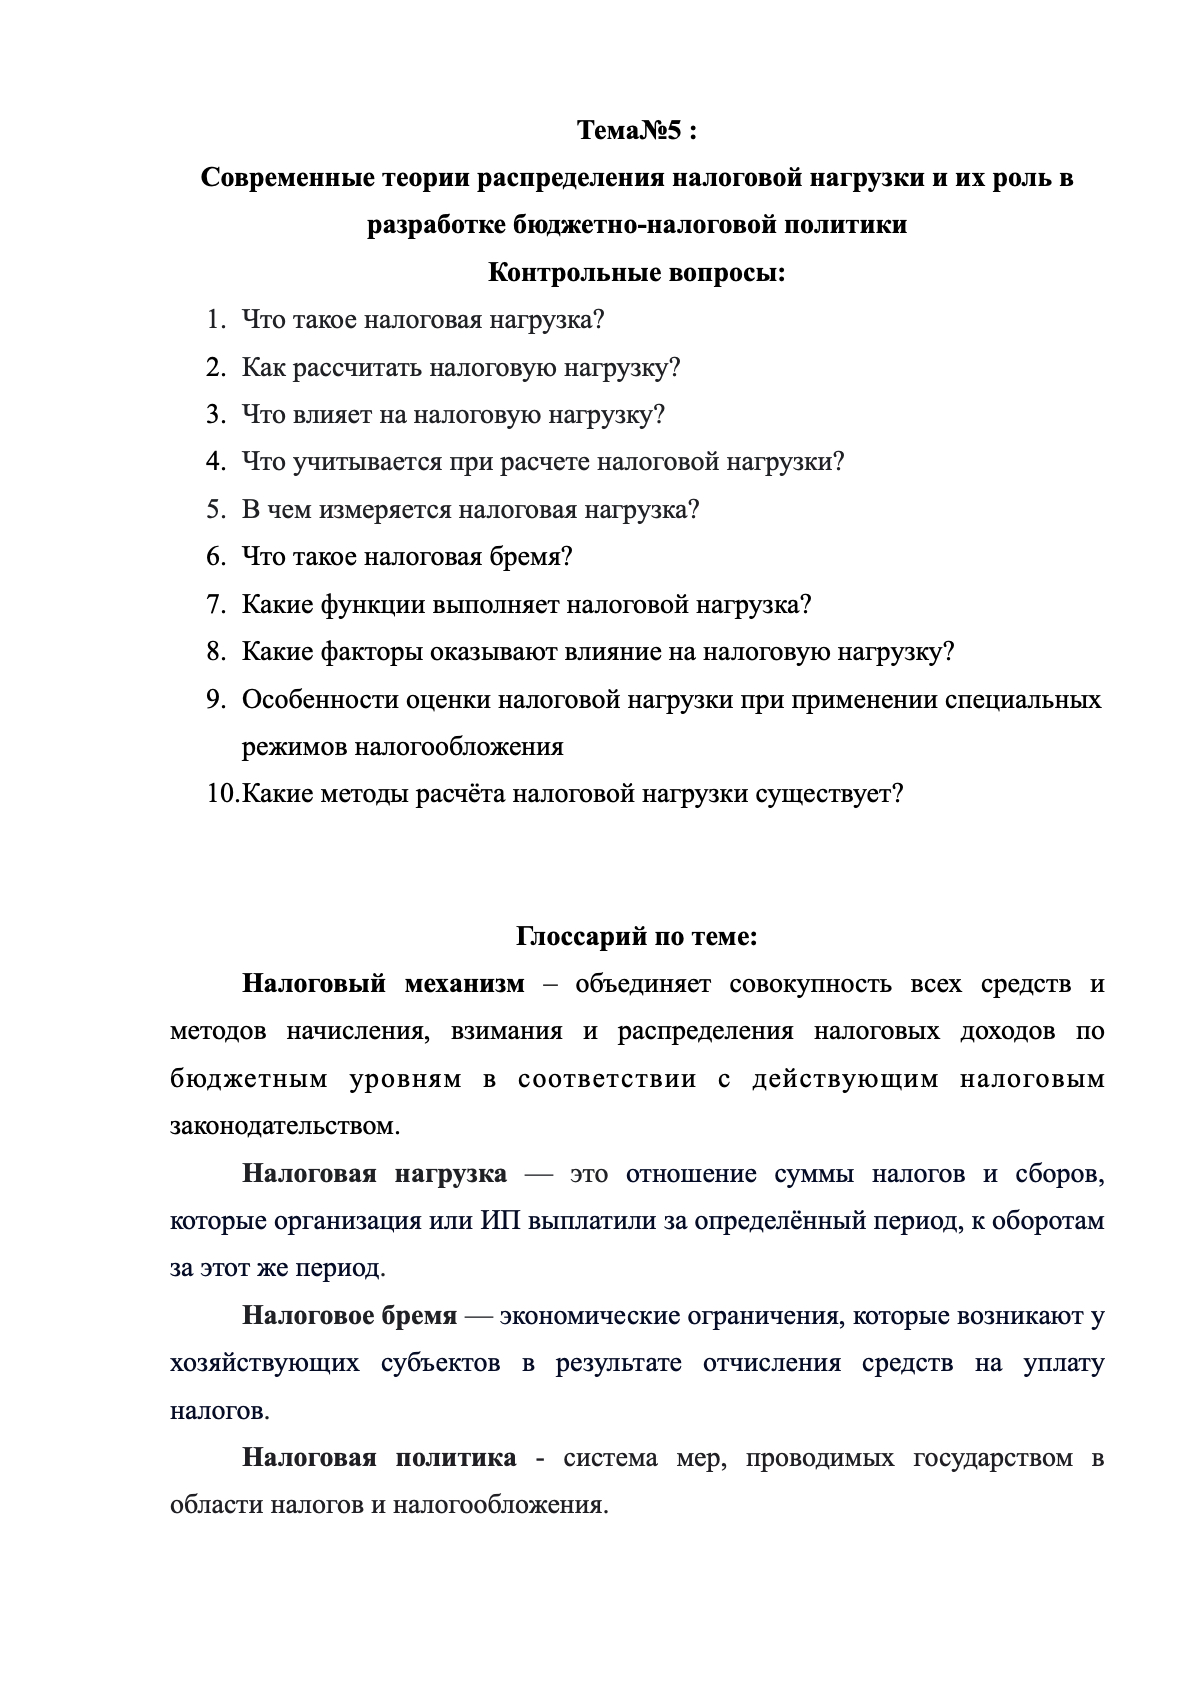 Тема№5 :
Современные теории распределения налоговой нагрузки и их роль в
разработке бюджетно-налоговой политики
Контрольные вопросы:
1. Что такое налоговая нагрузка?
2. Как рассчитать налоговую нагрузку?
3. Что влияет на налоговую нагрузку?
4. Что учитывается при расчете налоговой нагрузки?
5. В чем измеряется налоговая нагрузка?
6. Что такое налоговая бремя?
7. Какие функции выполняет налоговой нагрузка?
8. Какие факторы оказывают влияние на налоговую нагрузку?
9. Особенности оценки налоговой нагрузки при применении специальных
режимов налогообложения
10.Какие методы расчёта налоговой нагрузки существует?
Глоссарий по теме:
Налоговый механизм – объединяет совокупность всех средств и
методов начисления, взимания и распределения налоговых доходов по
бюджетным уровням в соответствии с действующим налоговым
законодательством.
Налоговая нагрузка — это отношение суммы налогов и сборов,
которые организация или ИП выплатили за определённый период, к оборотам
за этот же период.
Налоговое бремя — экономические ограничения, которые возникают у
хозяйствующих субъектов в результате отчисления средств на уплату
налогов.
Налоговая политика - система мер, проводимых государством в
области налогов и налогообложения.